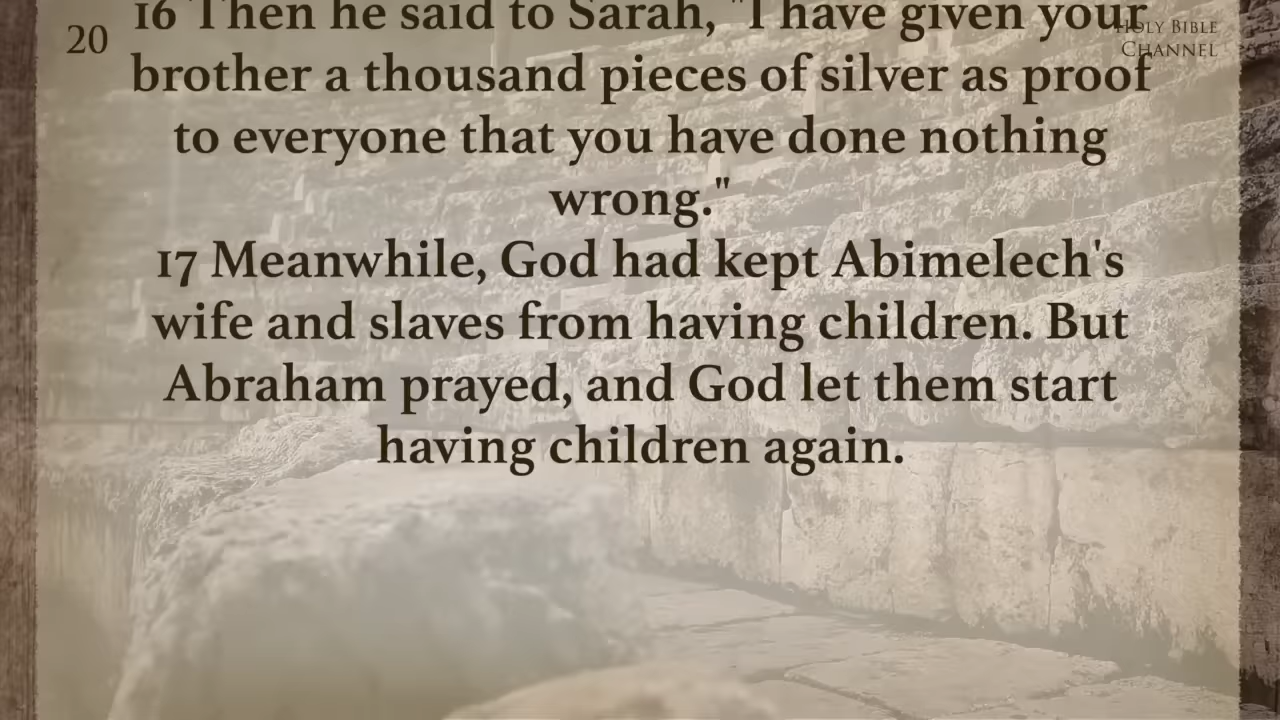 20
16 Then he said to Sarah, "I have given your
brother a thousand pieces of silver as proof
to everyone that you have done nothing
wrong."
17 Meanwhile, God had kept Abimelech's
wife and slaves from having children. But
Abraham prayed, and God let them start
having children again.
HOLY BIBLE
CHANNEL